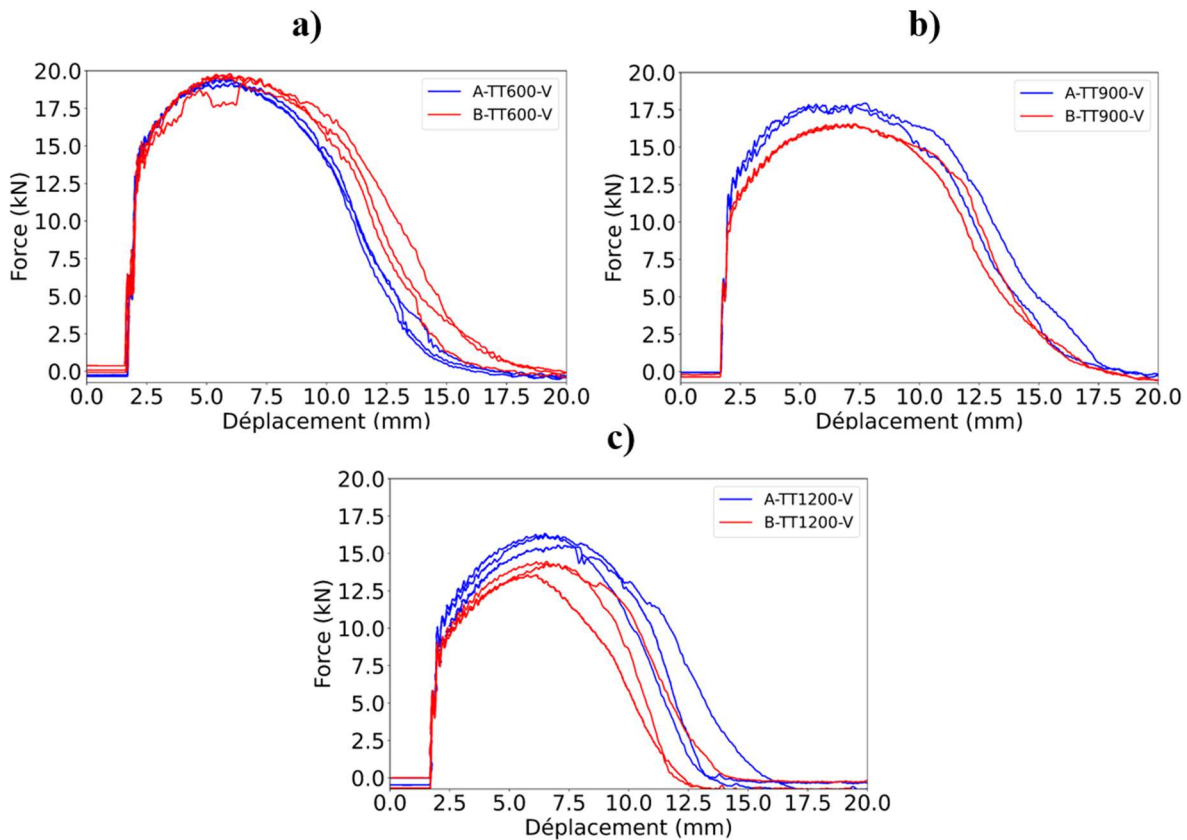 a)
20.0
17.5
15.0
12.5
10.0
7.5
5.0
2.5
0.0
Force (kN)
A-TT600-V
B-TT600-V
0.0 2.5 5.0 7.5 10.0 12.5 15.0 17.5 20.0
Déplacement (mm)
b)
20.0
17.5
15.0
12.5
10.0
7.5
5.0
2.5
0.0
Force (kN)
A-TT900-V
B-TT900-V
0.0 2.5 5.0 7.5 10.0 12.5 15.0 17.5 20.0
Déplacement (mm)
c)
20.0
17.5
15.0
12.5
10.0
7.5
5.0
2.5
0.0
Force (kN)
A-TT1200-V
B-TT1200-V
0.0 2.5 5.0 7.5 10.0 12.5 15.0 17.5 20.0
Déplacement (mm)